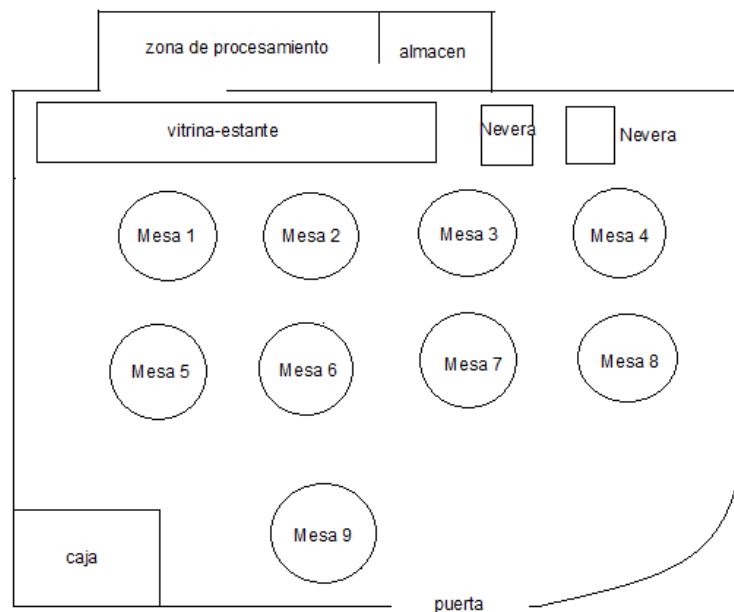 zona de procesamiento
almacen
vitrina-estante
Nevera
Nevera
Mesa 1
Mesa 2
Mesa 3
Mesa 4
Mesa 5
Mesa 6
Mesa 7
Mesa 8
Mesa 9
caja
puerta